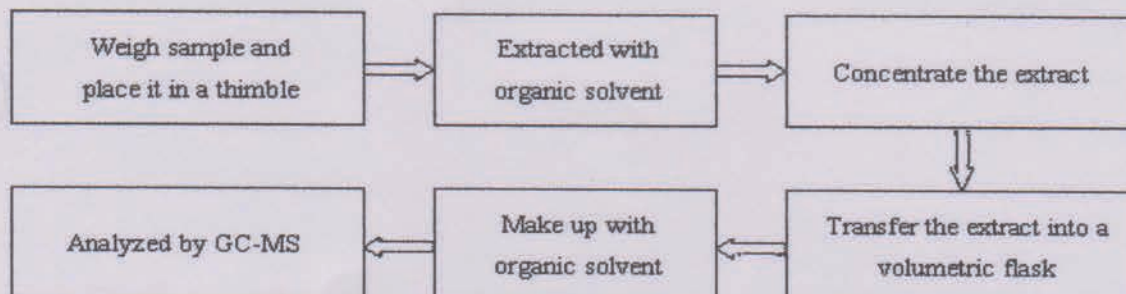 Weigh sample and
place it in a thimble
Extracted with
organic solvent
Concentrate the extract
Transfer the extract into a
volumetric flask
Make up with
organic solvent
Analyzed by GC-MS